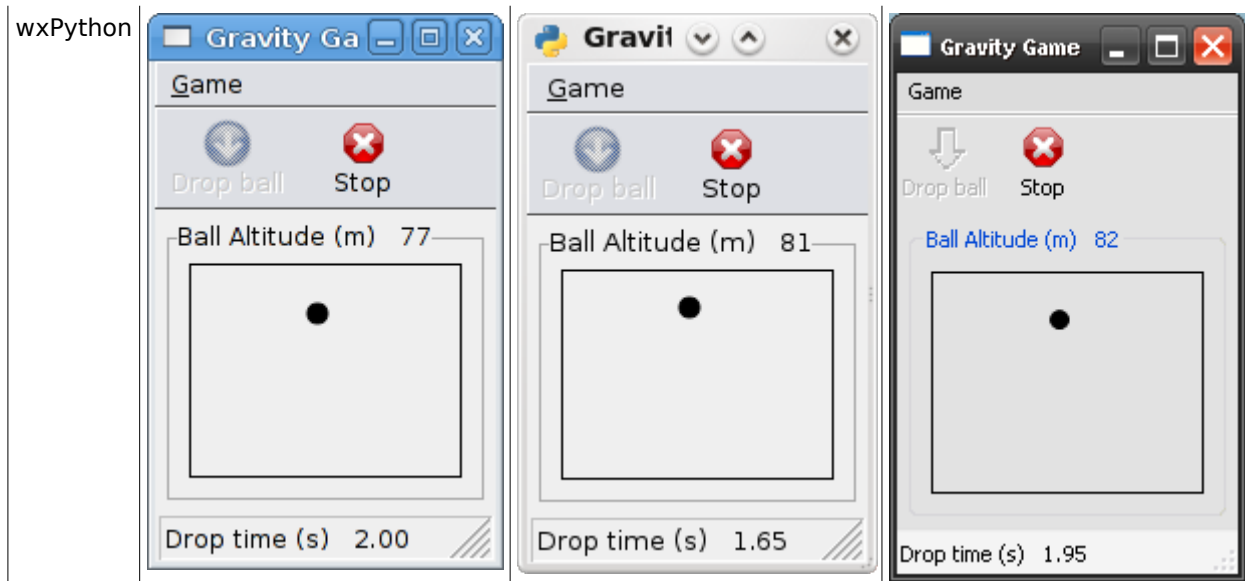 wxPython
Gravity Ga
Game
Drop ball
Stop
Ball Altitude (m) 77
Drop time (s) 2.00
Gravit
Game
Drop ball
Stop
Ball Altitude (m) 81
Drop time (s) 1.65
Gravity Game
Game
Drop ball
Stop
Ball Altitude (m) 82
Drop time (s) 1.95